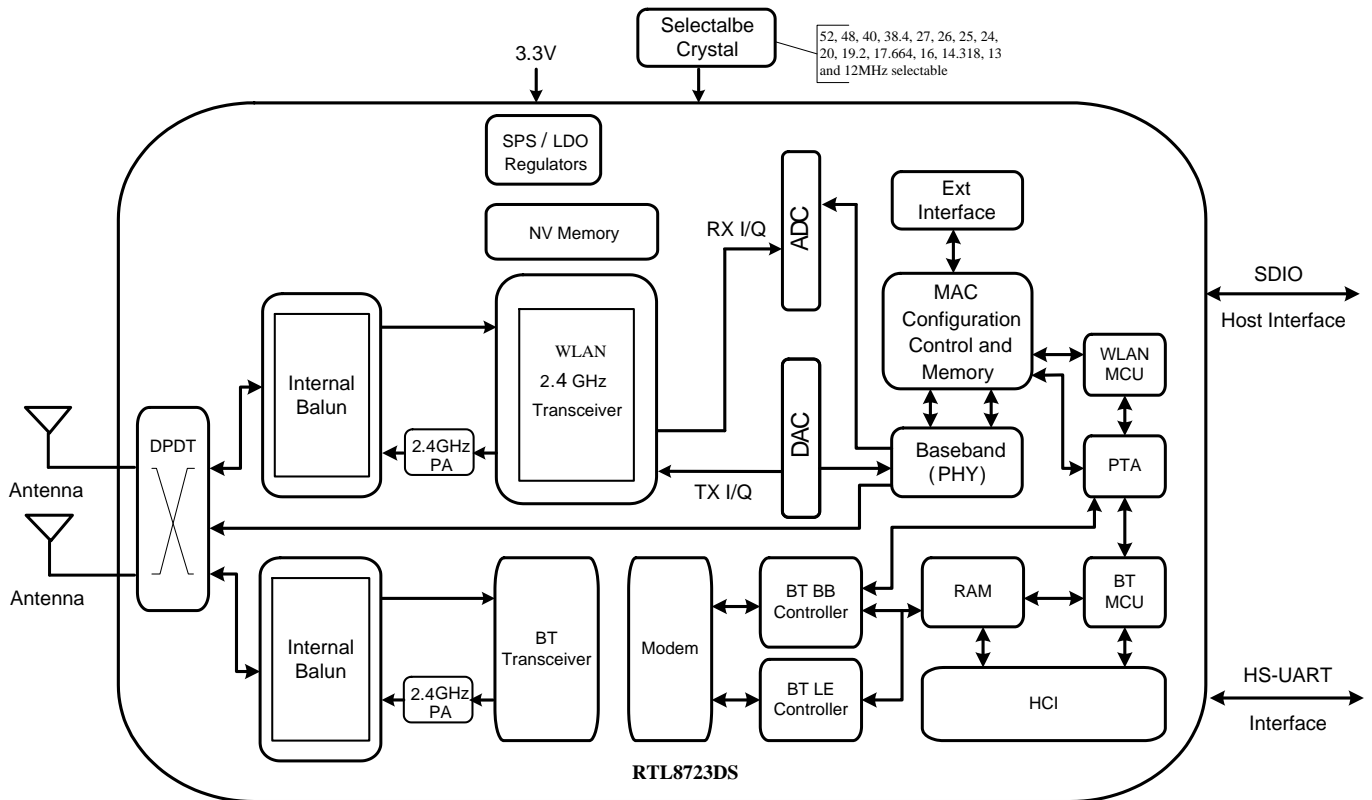 Selectalbe
Crystal
52, 48, 40, 38.4, 27, 26, 25, 24,
20, 19.2, 17.664, 16, 14.318, 13
and 12MHz selectable
3.3V
SPS / LDO
Regulators
NV Memory
RX I/Q
ADC
Ext
Interface
MAC
Configuration
Control and
Memory
WLAN
MCU
SDIO
Host Interface
Internal
Balun
WLAN
2.4 GHz
Transceiver
2.4GHz
PA
DAC
TX I/Q
Baseband
(PHY)
PTA
DPDT
Antenna
Antenna
Internal
Balun
2.4GHz
PA
BT
Transceiver
Modem
BT BB
Controller
BT LE
Controller
RAM
BT
MCU
HCI
HS-UART
Interface
RTL8723DS